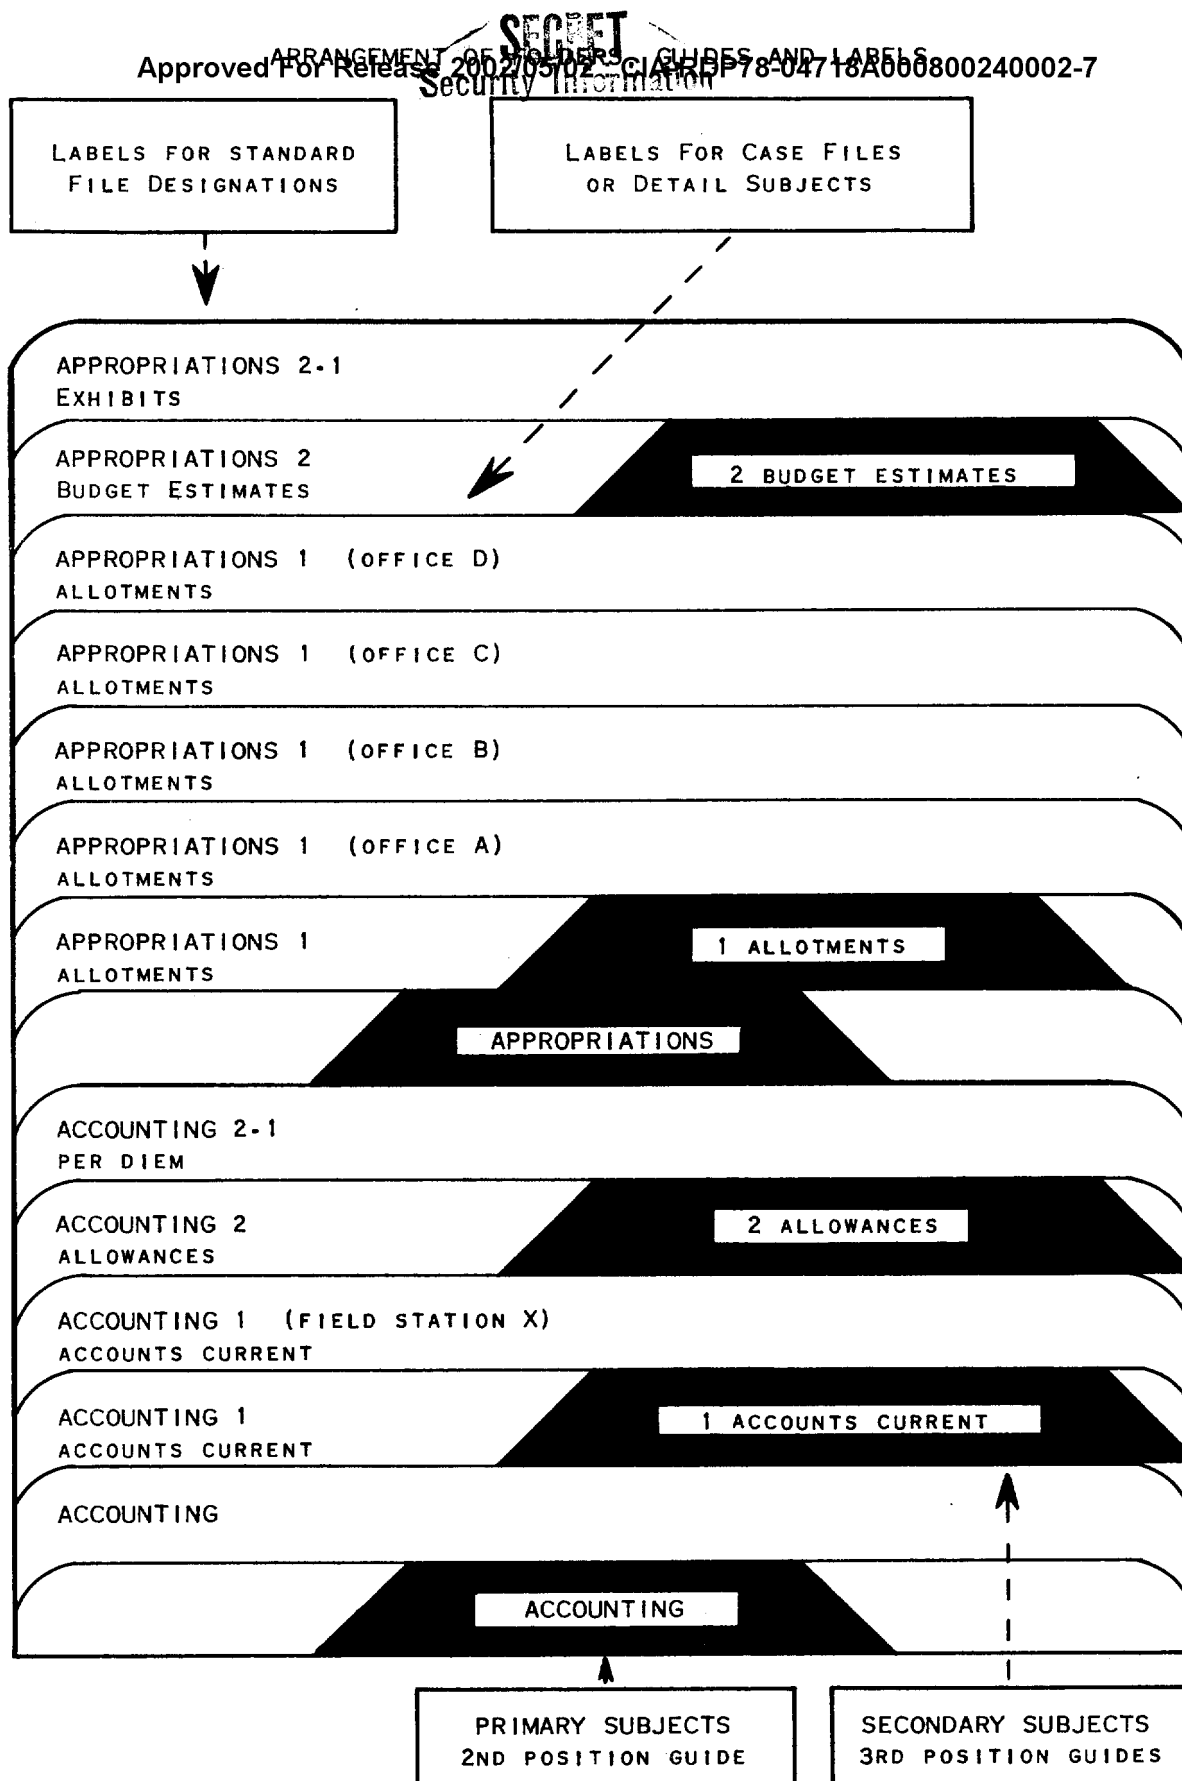 SECRET
ARRANGEMENT OF FOLDERS, GUIDES AND LABELS
Approved For Release 2002/05/02 : CIA-RDP78-04718A000800240002-7
Security Information
LABELS FOR STANDARD
FILE DESIGNATIONS
LABELS FOR CASE FILES
OR DETAIL SUBJECTS
APPROPRIATIONS 2-1
EXHIBITS
APPROPRIATIONS 2
BUDGET ESTIMATES
2 BUDGET ESTIMATES
APPROPRIATIONS 1 (OFFICE D)
ALLOTMENTS
APPROPRIATIONS 1 (OFFICE C)
ALLOTMENTS
APPROPRIATIONS 1 (OFFICE B)
ALLOTMENTS
APPROPRIATIONS 1 (OFFICE A)
ALLOTMENTS
APPROPRIATIONS 1
ALLOTMENTS
1 ALLOTMENTS
APPROPRIATIONS
ACCOUNTING 2-1
PER DIEM
ACCOUNTING 2
ALLOWANCES
2 ALLOWANCES
ACCOUNTING 1 (FIELD STATION X)
ACCOUNTS CURRENT
ACCOUNTING 1
ACCOUNTS CURRENT
1 ACCOUNTS CURRENT
ACCOUNTING
ACCOUNTING
PRIMARY SUBJECTS
2ND POSITION GUIDE
SECONDARY SUBJECTS
3RD POSITION GUIDES